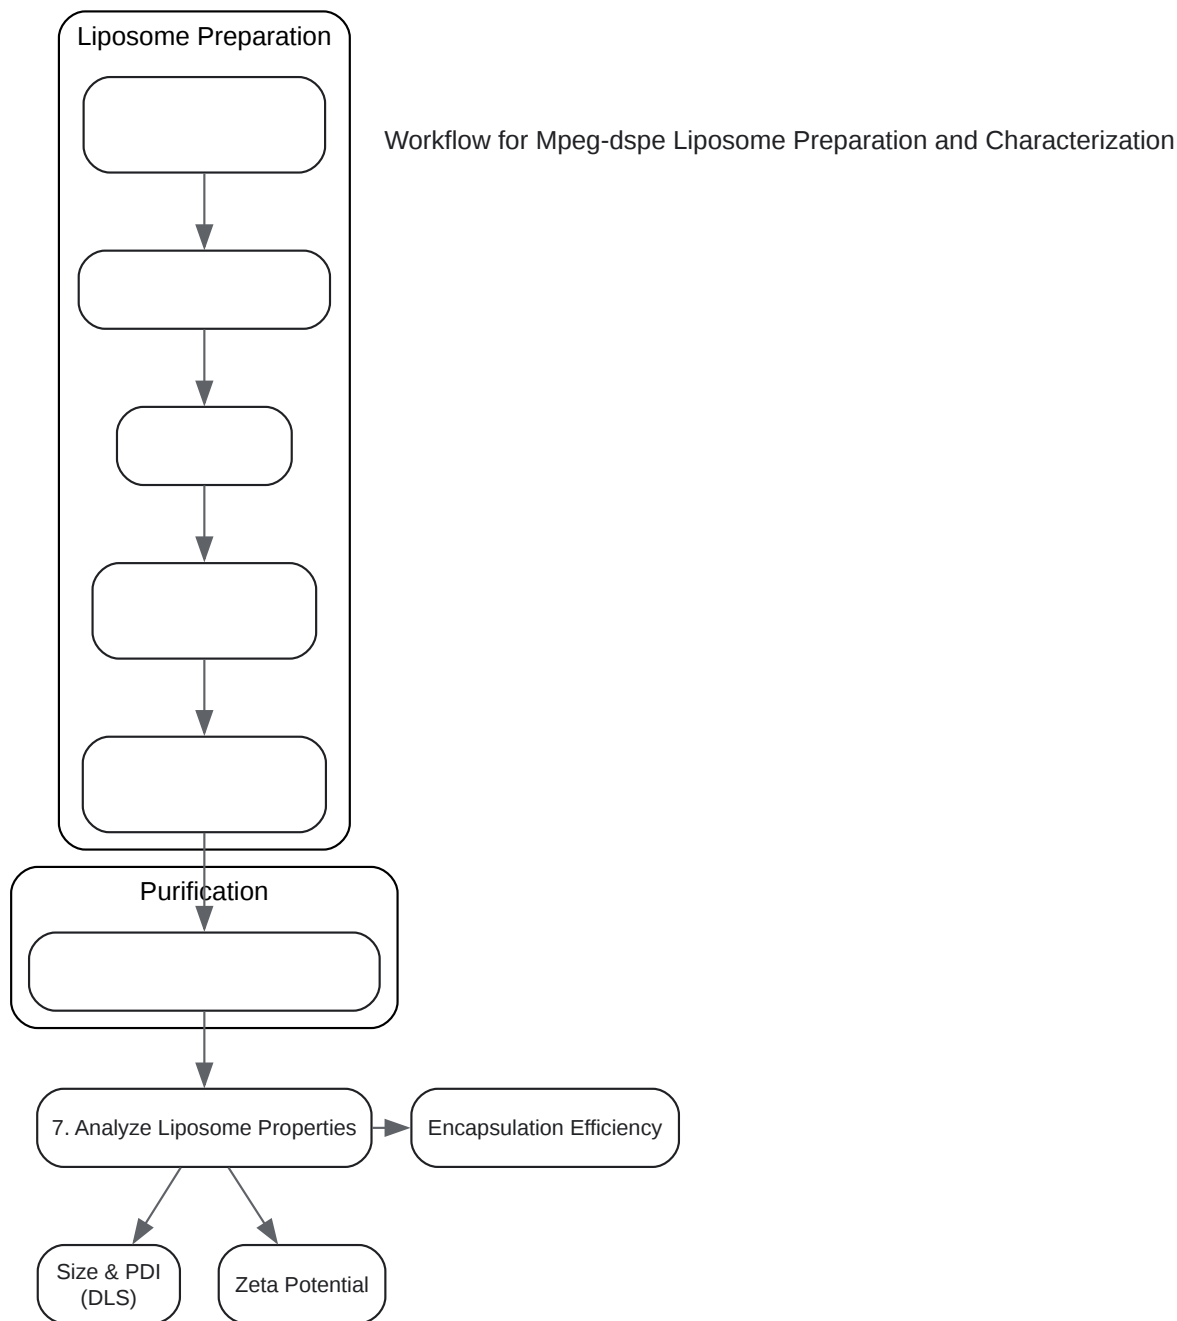 Liposome Preparation
Workflow for Mpeg-dspe Liposome Preparation and Characterization
Purification
7. Analyze Liposome Properties
Encapsulation Efficiency
Size & PDI
(DLS)
Zeta Potential